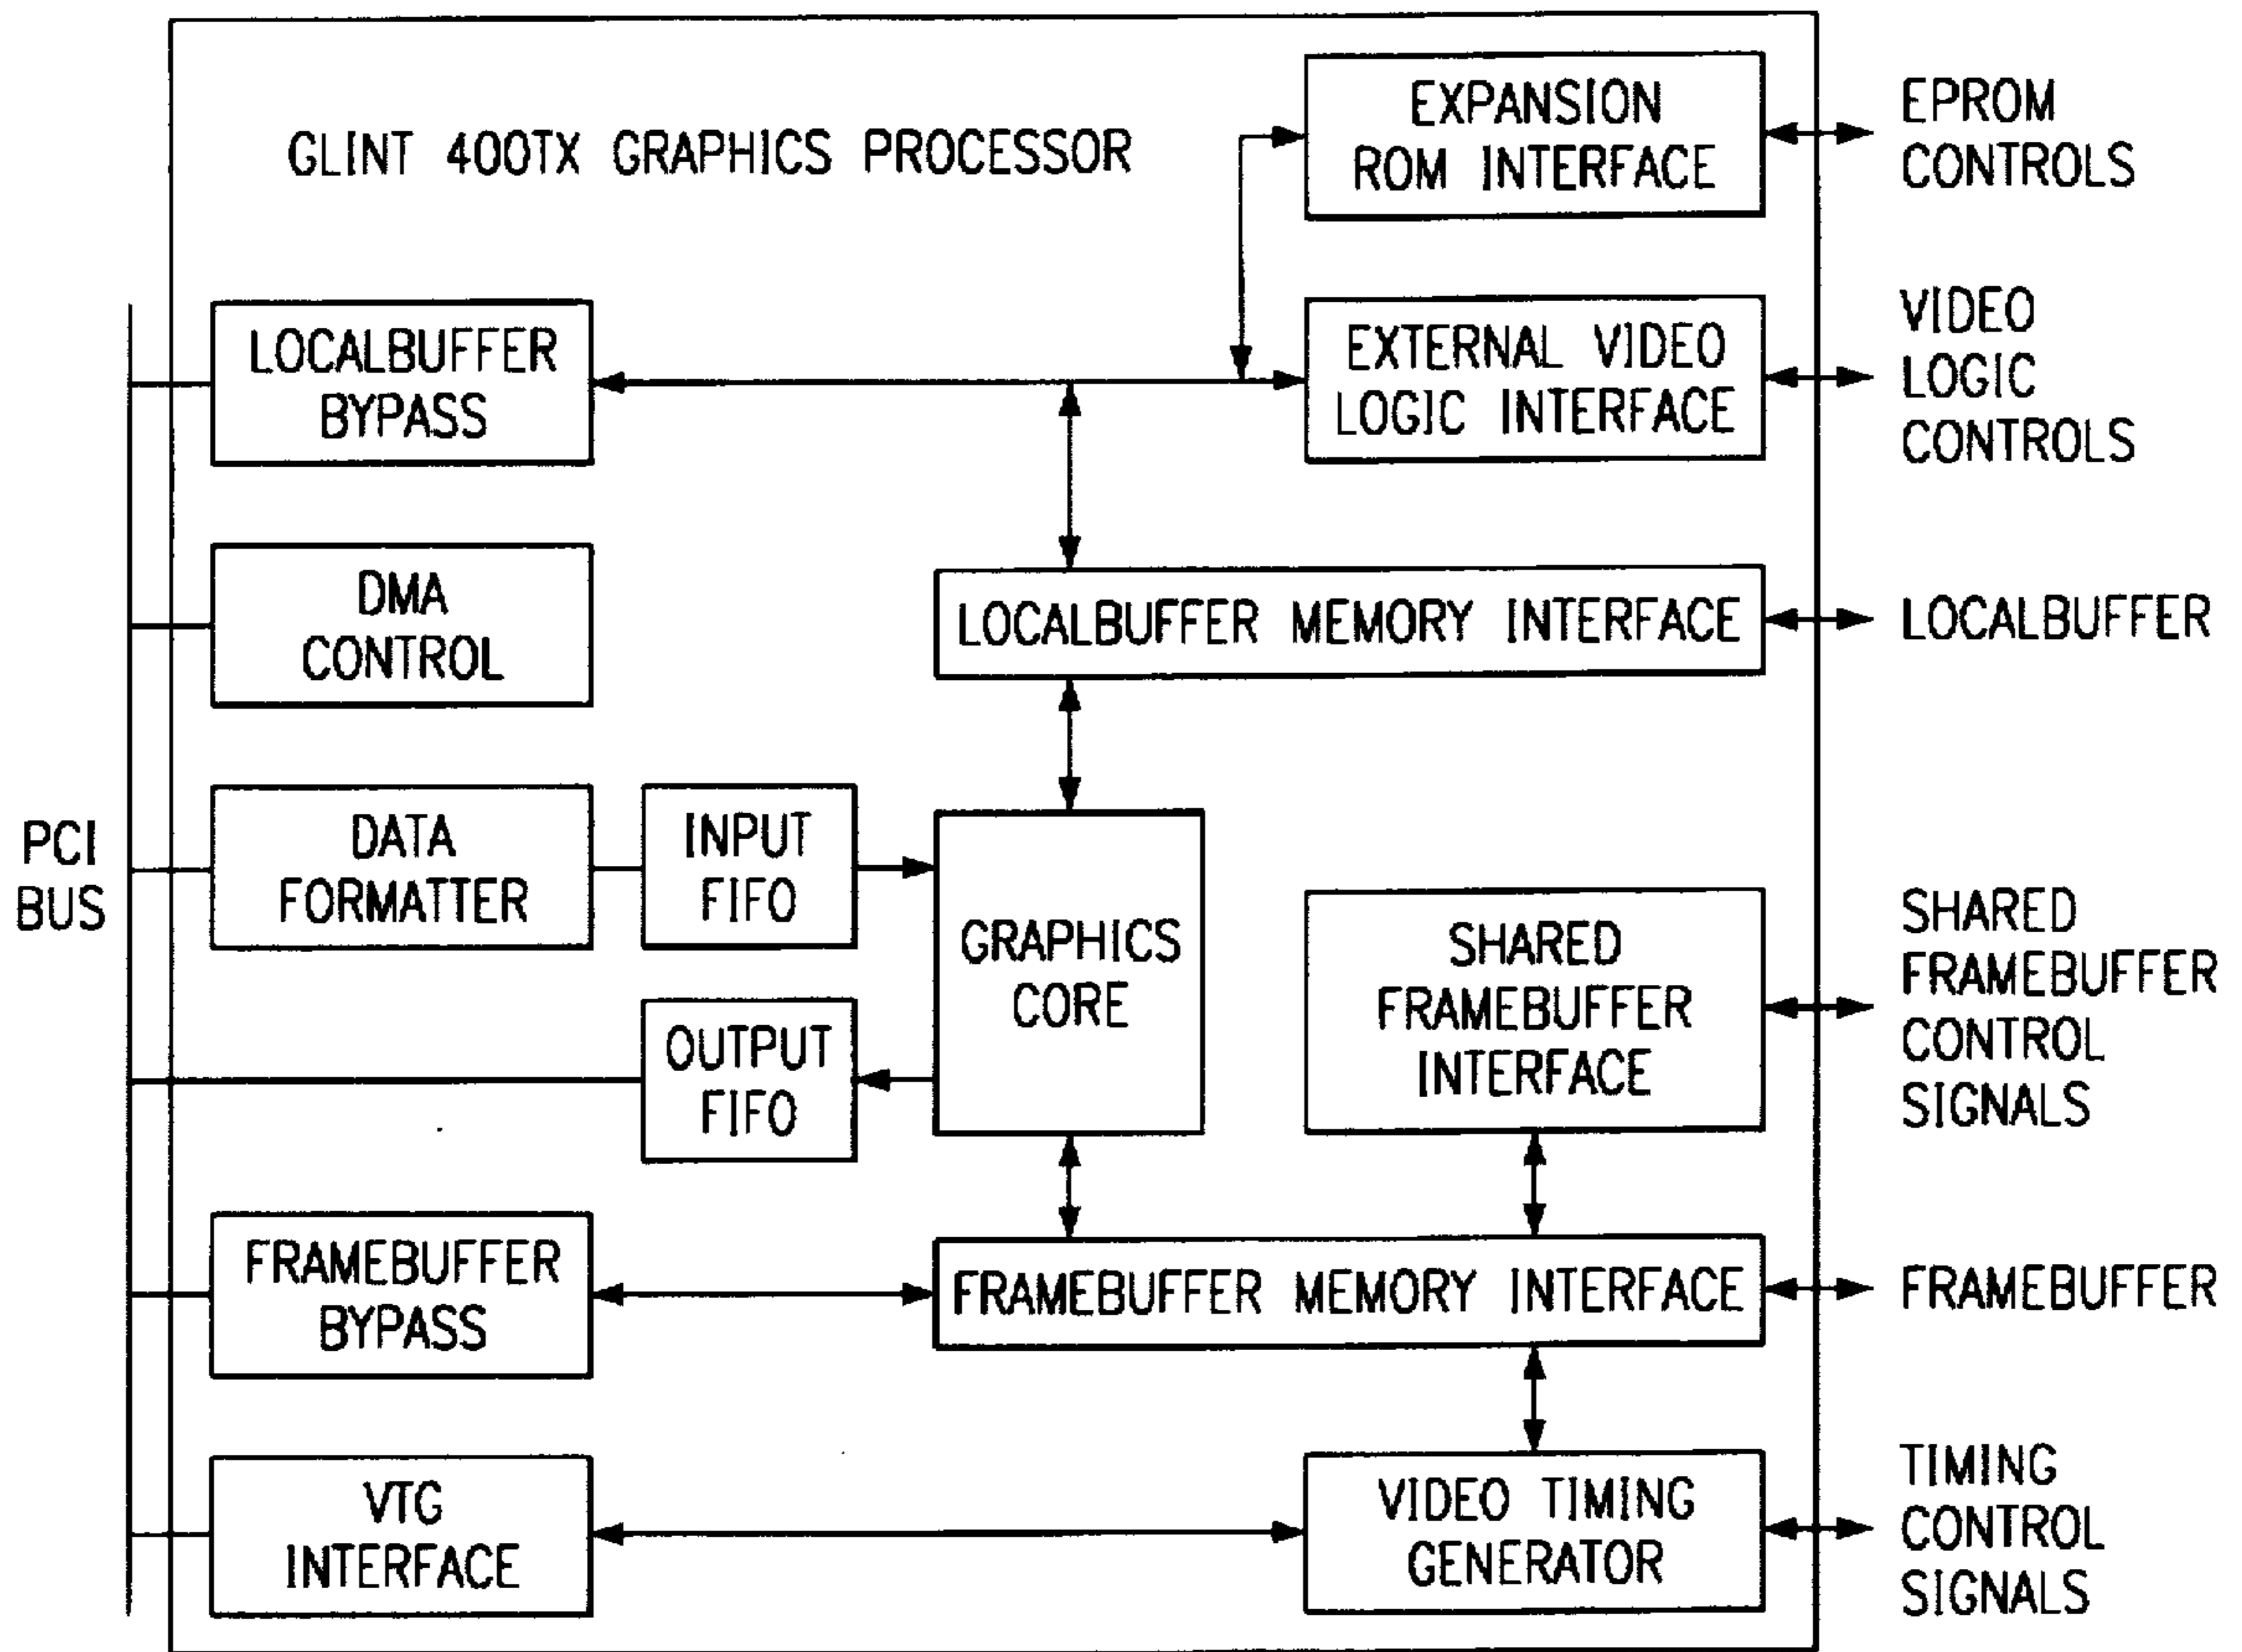 GLINT 400TX GRAPHICS PROCESSOR
EXPANSION
ROM INTERFACE
EPROM
CONTROLS
LOCALBUFFER
BYPASS
EXTERNAL VIDEO
LOGIC INTERFACE
VIDEO
LOGIC
CONTROLS
DMA
CONTROL
LOCALBUFFER MEMORY INTERFACE
LOCALBUFFER
PCI
BUS
DATA
FORMATTER
INPUT
FIFO
GRAPHICS
CORE
OUTPUT
FIFO
SHARED
FRAMEBUFFER
INTERFACE
SHARED
FRAMEBUFFER
CONTROL
SIGNALS
FRAMEBUFFER
BYPASS
FRAMEBUFFER MEMORY INTERFACE
FRAMEBUFFER
VTG
INTERFACE
VIDEO TIMING
GENERATOR
TIMING
CONTROL
SIGNALS